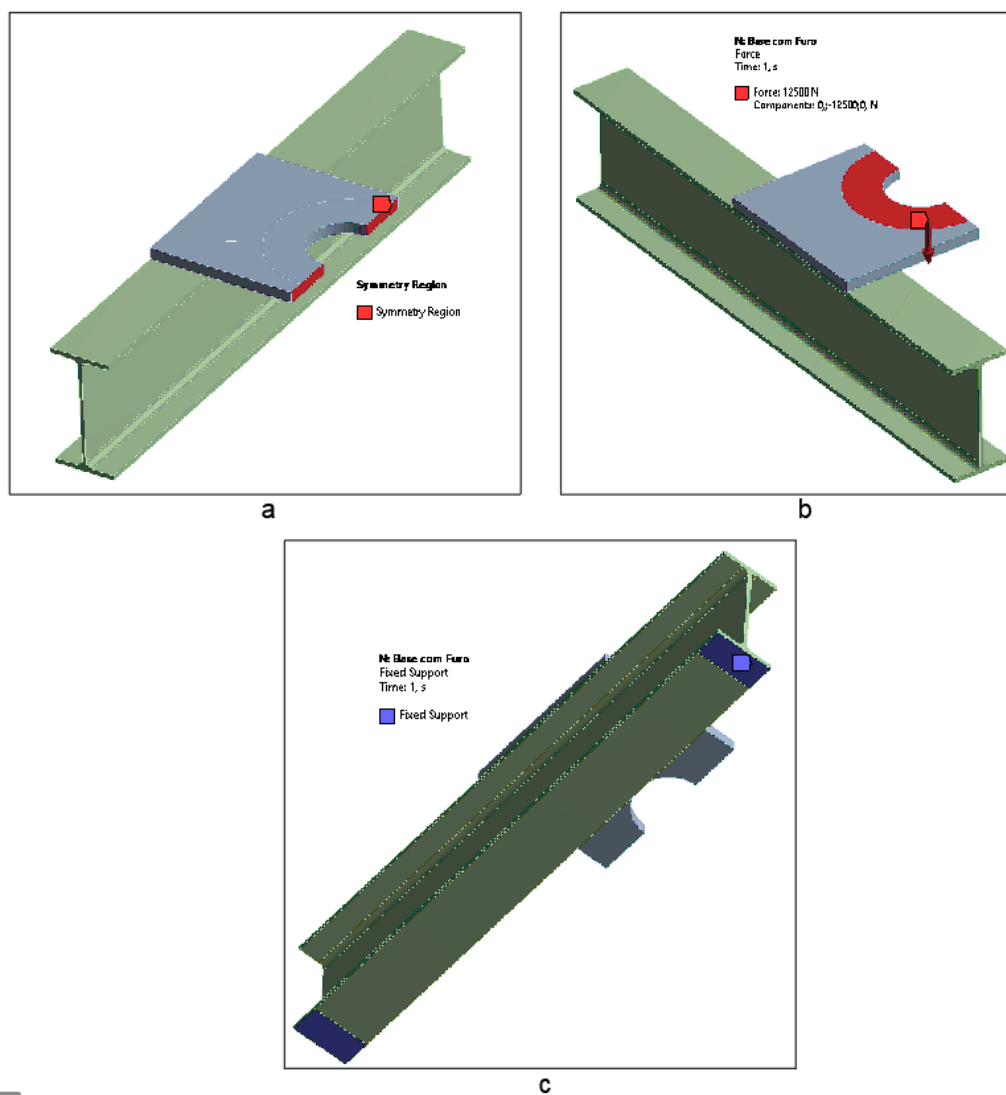 Symmetry Region
Symmetry Region
a
N: Base com Furo
Force
Time: 1, s
Force: 12500 N
Components: 0,;-12500;0, N
b
N: Base com Furo
Fixed Support
Time: 1, s
Fixed Support
c